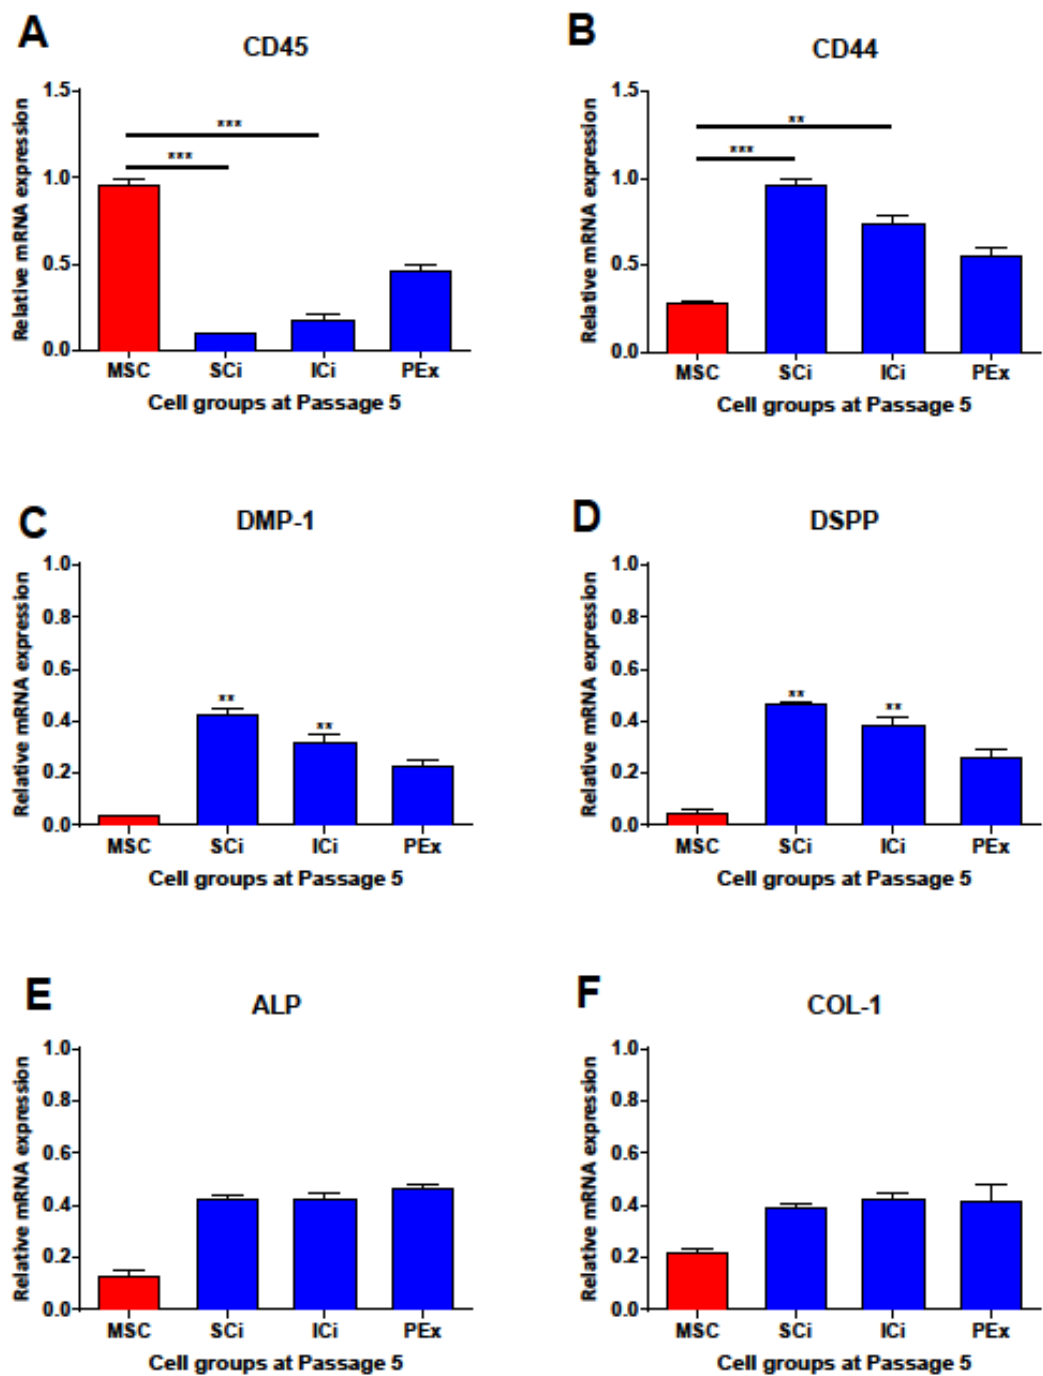 A
CD45
Relative mRNA expression
1.5
1.0
0.5
0.0
***
***
MSC SCi ICi PEx
Cell groups at Passage 5
B
CD44
Relative mRNA expression
1.5
1.0
0.5
0.0
**
***
MSC SCi ICi PEx
Cell groups at Passage 5
C
DMP-1
Relative mRNA expression
1.0
0.8
0.6
0.4
0.2
0.0
**
**
MSC SCi ICi PEx
Cell groups at Passage 5
D
DSPP
Relative mRNA expression
1.0
0.8
0.6
0.4
0.2
0.0
**
**
MSC SCi ICi PEx
Cell groups at Passage 5
E
ALP
Relative mRNA expression
1.0
0.8
0.6
0.4
0.2
0.0
MSC SCi ICi PEx
Cell groups at Passage 5
F
COL-1
Relative mRNA expression
1.0
0.8
0.6
0.4
0.2
0.0
MSC SCi ICi PEx
Cell groups at Passage 5